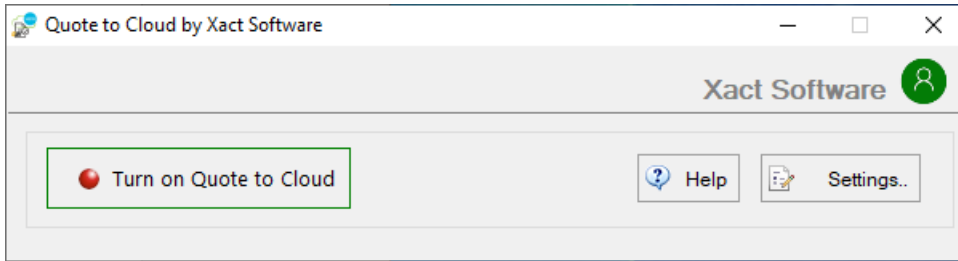 Quote to Cloud by Xact Software
Xact Software
Turn on Quote to Cloud
Help
Settings..